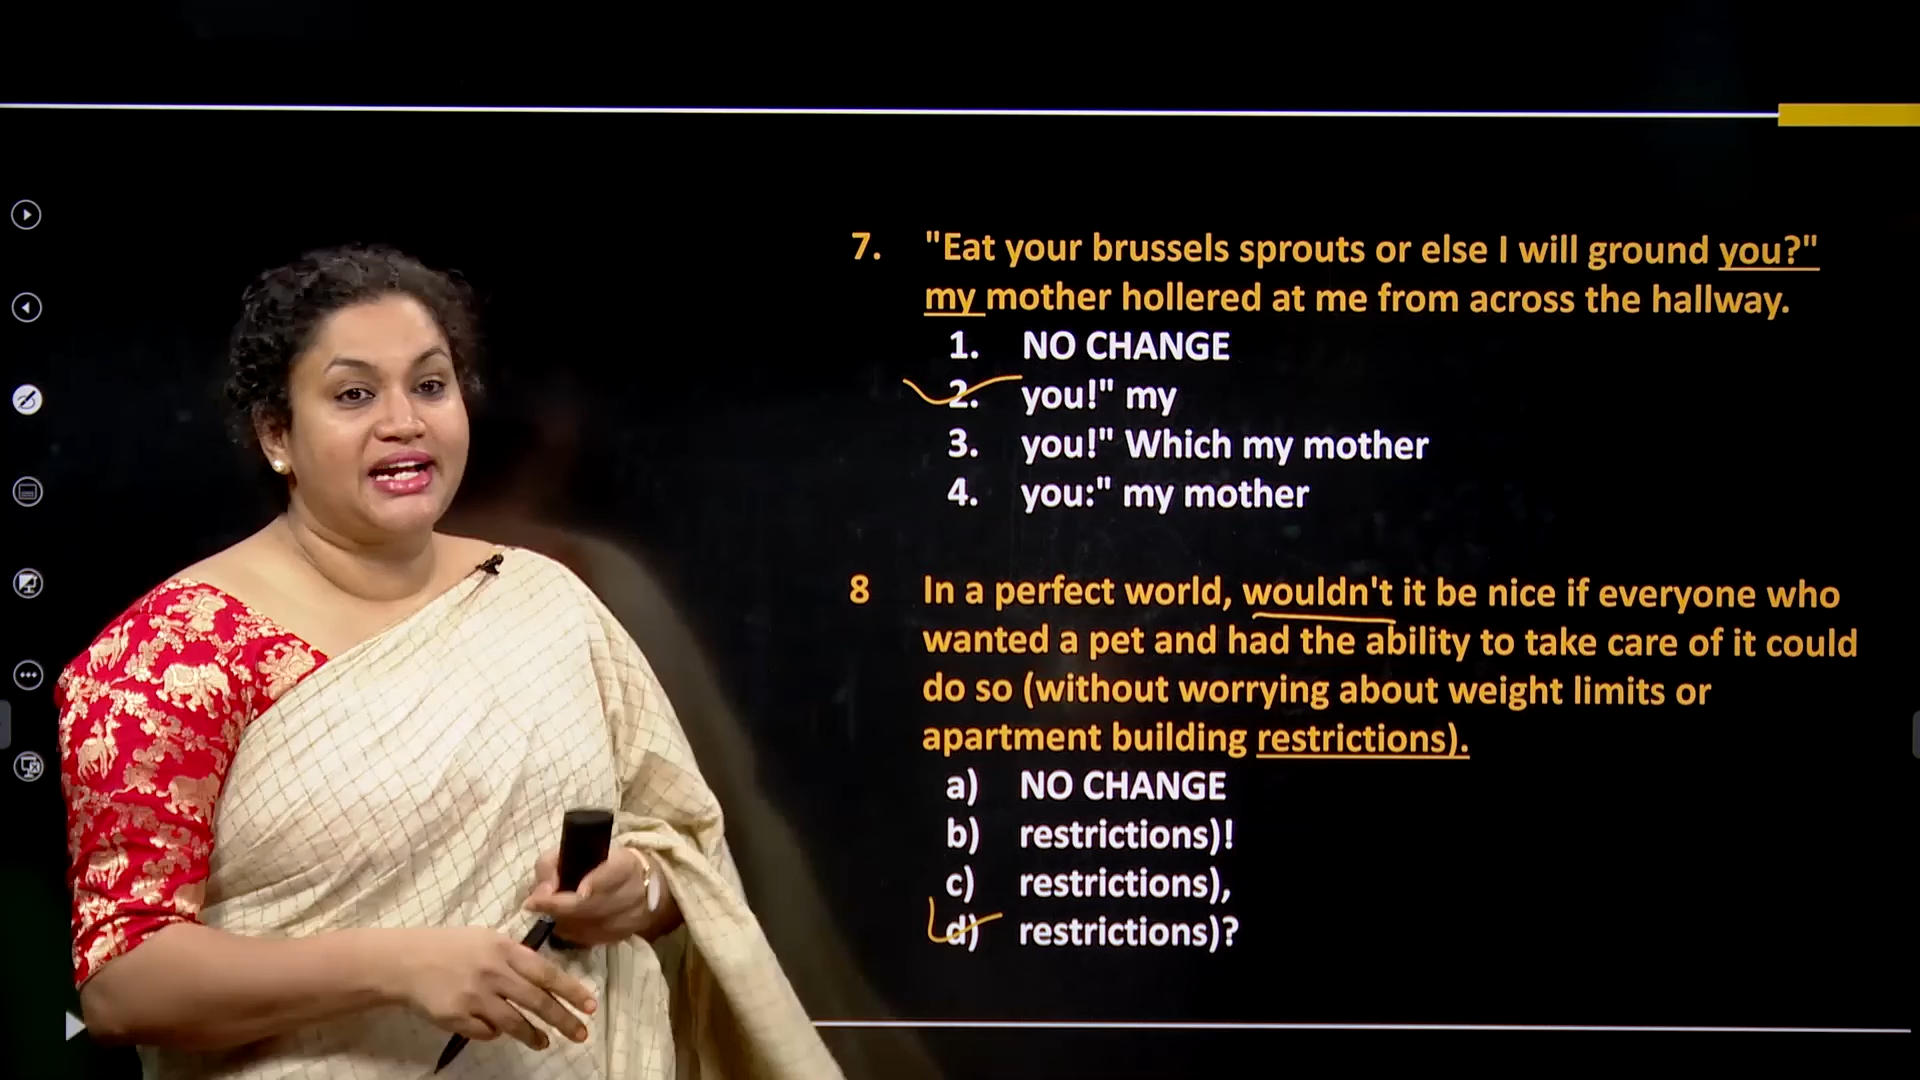 7. "Eat your brussels sprouts or else I will ground you?"
my mother hollered at me from across the hallway.
1. NO CHANGE
2. you!" my
3. you!" Which my mother
4. you:" my mother
8 In a perfect world, wouldn't it be nice if everyone who
wanted a pet and had the ability to take care of it could
do so (without worrying about weight limits or
apartment building restrictions).
a) NO CHANGE
b) restrictions)!
c) restrictions),
d) restrictions)?